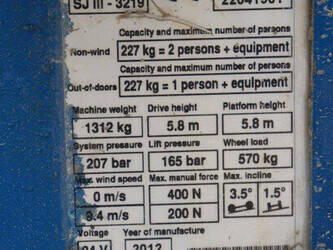 SJ III - 3219
Capacity and maximum number of persons
Non-wind 227 kg = 2 persons + equipment
Capacity and maximum number of persons
Out-of-doors 227 kg = 1 person + equipment
Machine weight Drive height Platform height
1312 kg 5.8 m 5.8 m
System pressure Lift pressure Wheel load
207 bar 165 bar 570 kg
Max. wind speed Max. manual force Max. incline
0 m/s 400 N 3.5° 1.5°
9.4 m/s 200 N
Voltage Year of manufacture
24 V 2012